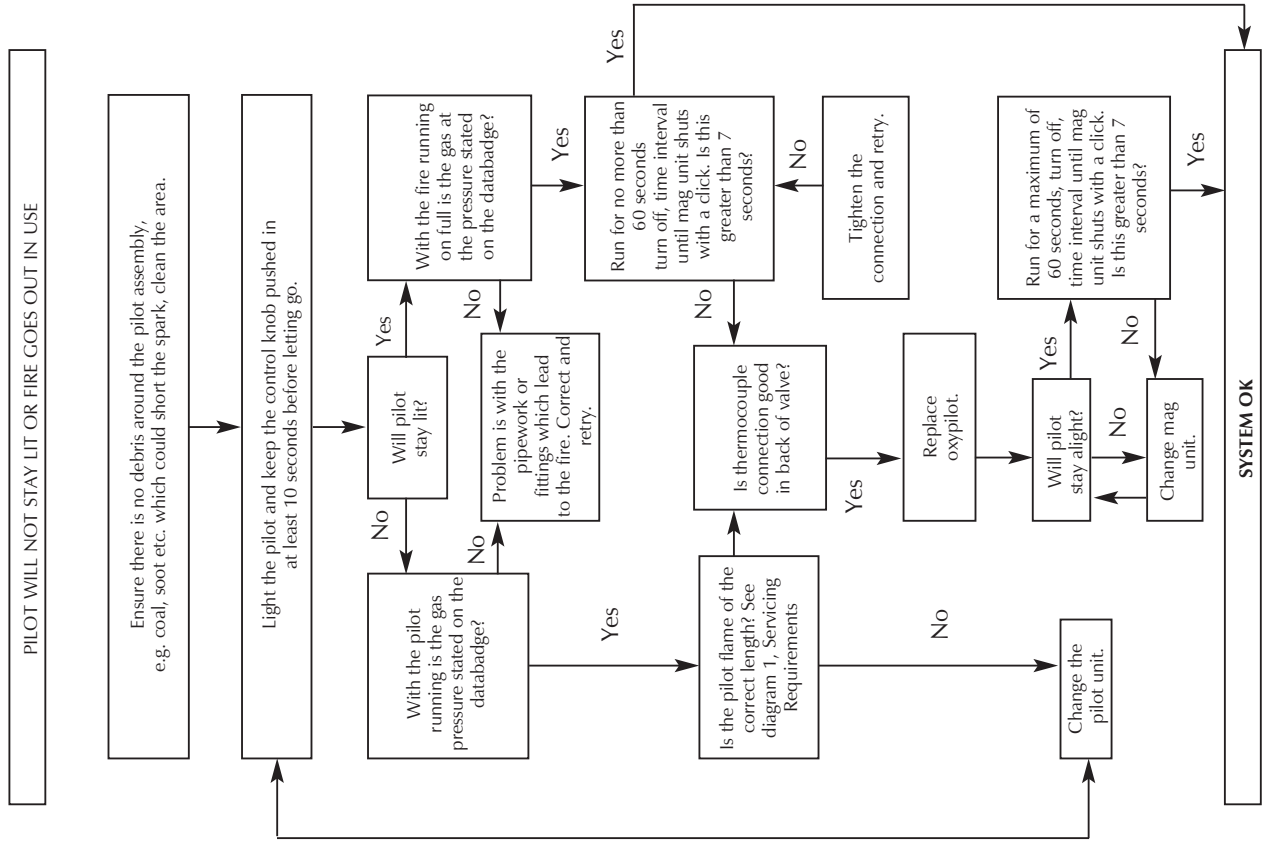 PILOT WILL NOT STAY LIT OR FIRE GOES OUT IN USE
Ensure there is no debris around the pilot assembly,
e.g. coal, soot etc. which could short the spark, clean the area.
Light the pilot and keep the control knob pushed in
at least 10 seconds before letting go.
No
Will pilot
stay lit?
Yes
With the pilot
running is the gas
pressure stated on the
databadge?
No
Problem is with the
pipework or
fittings which lead
to the fire. Correct and
retry.
No
With the fire running
on full is the gas at
the pressure stated
on the databadge?
Yes
Yes
Is the pilot flame of the
correct length? See
diagram 1, Servicing
Requirements
Is thermocouple
connection good
in back of valve?
No
Run for no more than
60 seconds
turn off, time interval
until mag unit shuts
with a click. Is this
greater than 7
seconds?
Yes
No
Yes
No
Tighten the
connection and retry.
Replace
oxypilot.
Change the
pilot unit.
Will pilot
stay alight?
Yes
No
Change mag
unit.
Run for a maximum of
60 seconds, turn off,
time interval until mag
unit shuts with a click.
Is this greater than 7
seconds?
No
Yes
SYSTEM OK